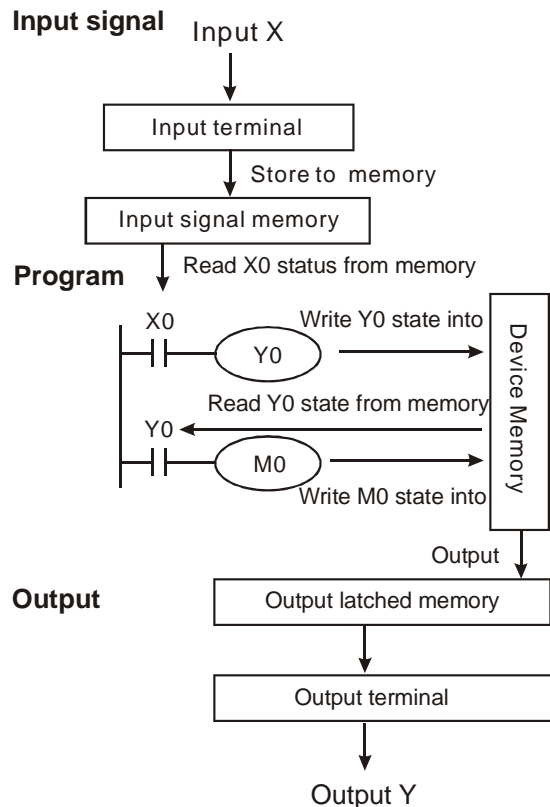 Input signal
Input X
Input terminal
Store to memory
Input signal memory
Read X0 status from memory
Program
X0
Write Y0 state into
Y0
Device Memory
Read Y0 state from memory
Y0
M0
Write M0 state into
Output
Output
Output latched memory
Output terminal
Output Y